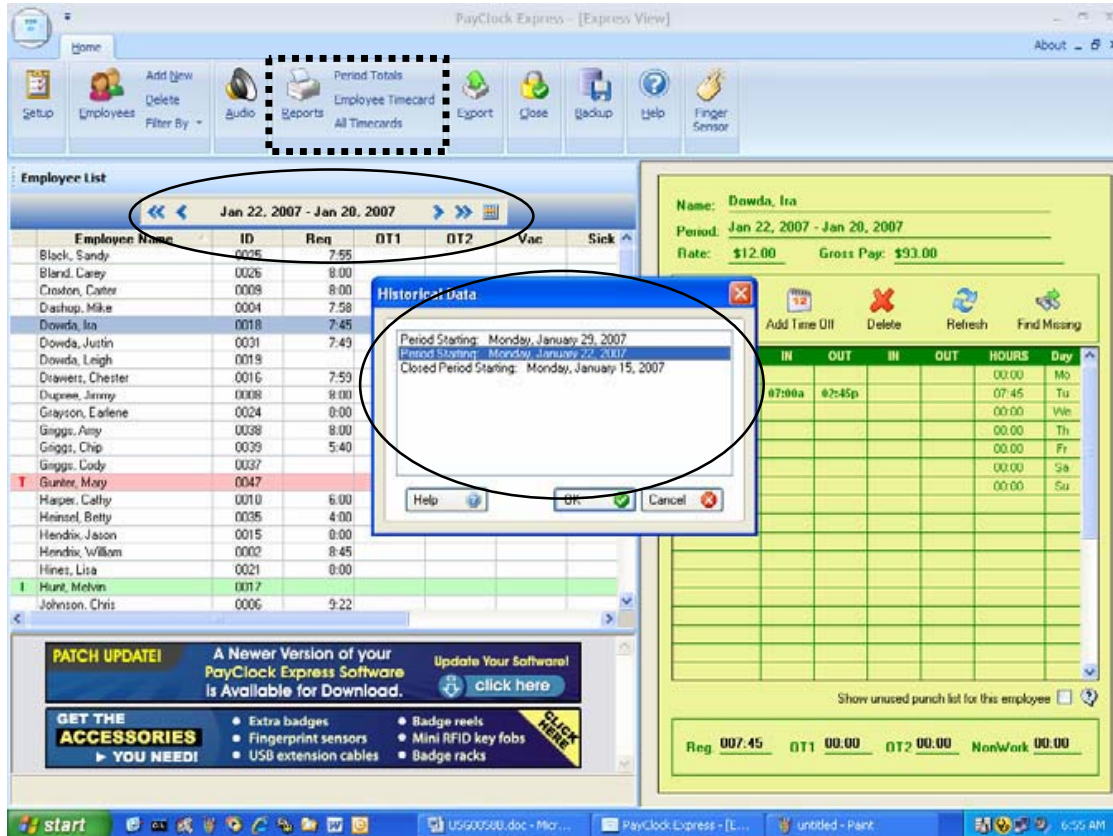 PayClock Express - [Express View]
Home
About
Setup
Employees
Add New
Delete
Filter By
Audio
Reports
Period Totals
Employee Timecard
All Timecards
Export
Close
Backup
Help
Finger Sensor
Employee List
Jan 22, 2007 - Jan 28, 2007
Employee Name ID Reg OT1 OT2 Vac Sick
Black, Sandy 0025 7:55
Bland, Carey 0026 8:00
Croxton, Carter 0009 8:00
Dashup, Mike 0004 7:58
Dowda, Ira 0018 7:45
Dowda, Justin 0031 7:49
Dowda, Leigh 0019
Drawers, Chester 0016 7:59
Dupree, Jimmy 0008 8:00
Grayson, Earlene 0024 8:00
Griggs, Amy 0038 8:00
Griggs, Chip 0039 5:40
Griggs, Cody 0037
T Gunter, Mary 0047
Harper, Cathy 0010 6:00
Heinsel, Betty 0035 4:00
Hendrix, Jason 0015 8:00
Hendrix, William 0002 8:45
Hines, Lisa 0021 8:00
I Hunt, Melvin 0017
Johnson, Chris 0006 9:22
Historical Data
Period Starting: Monday, January 29, 2007
Period Starting: Monday, January 22, 2007
Closed Period Starting: Monday, January 15, 2007
Help
OK
Cancel
Name: Dowda, Ira
Period: Jan 22, 2007 - Jan 28, 2007
Rate: $12.00 Gross Pay: $93.00
Add Time Off
Delete
Refresh
Find Missing
IN OUT IN OUT HOURS Day
00:00 Mo
07:00a 02:45p 07:45 Tu
00:00 We
00:00 Th
00:00 Fr
00:00 Sa
00:00 Su
Show unused punch list for this employee
Reg 007:45 OT1 00:00 OT2 00:00 NonWork 00:00
PATCH UPDATE!
A Newer Version of your
PayClock Express Software
is Available for Download.
Update Your Software!
click here
GET THE
ACCESSORIES
YOU NEED!
Extra badges
Fingerprint sensors
USB extension cables
Badge reels
Mini RFID key fobs
Badge racks
CLICK HERE
start
USG0058B.doc - Micr...
PayClock Express - [E...
untitled - Paint
6:55 AM